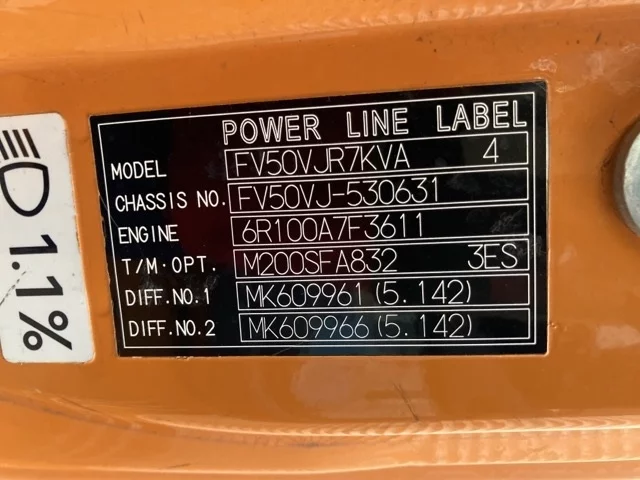 POWER LINE LABEL
MODEL FV50VJR7KVA 4
CHASSIS NO. FV50VJ-530631
ENGINE 6R100A7F3611
T/M·OPT. M200SFA832 3ES
DIFF.NO.1 MK609961(5.142)
DIFF.NO.2 MK609966(5.142)
1.1%